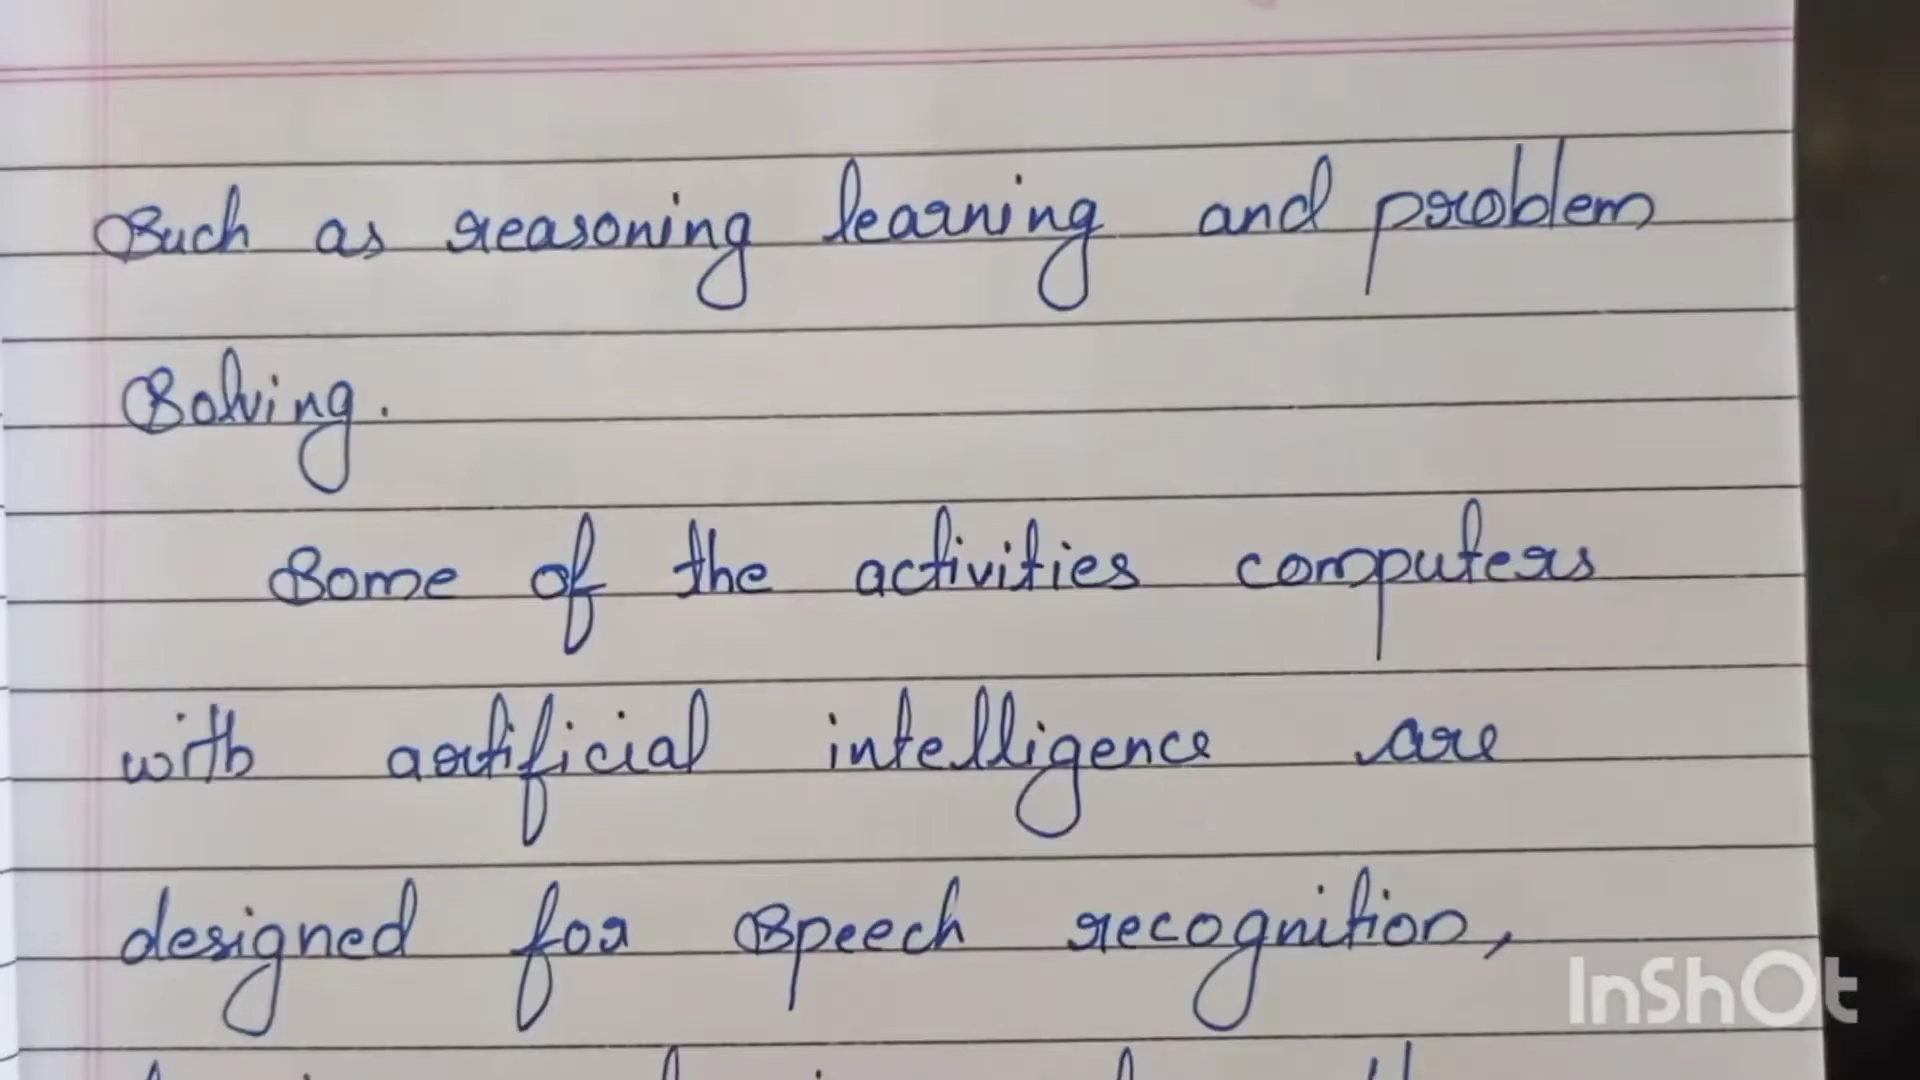 Such as reasoning learning and problem
Solving.
Some of the activities computers
with artificial intelligence are
designed for Speech recognition,
InShOt